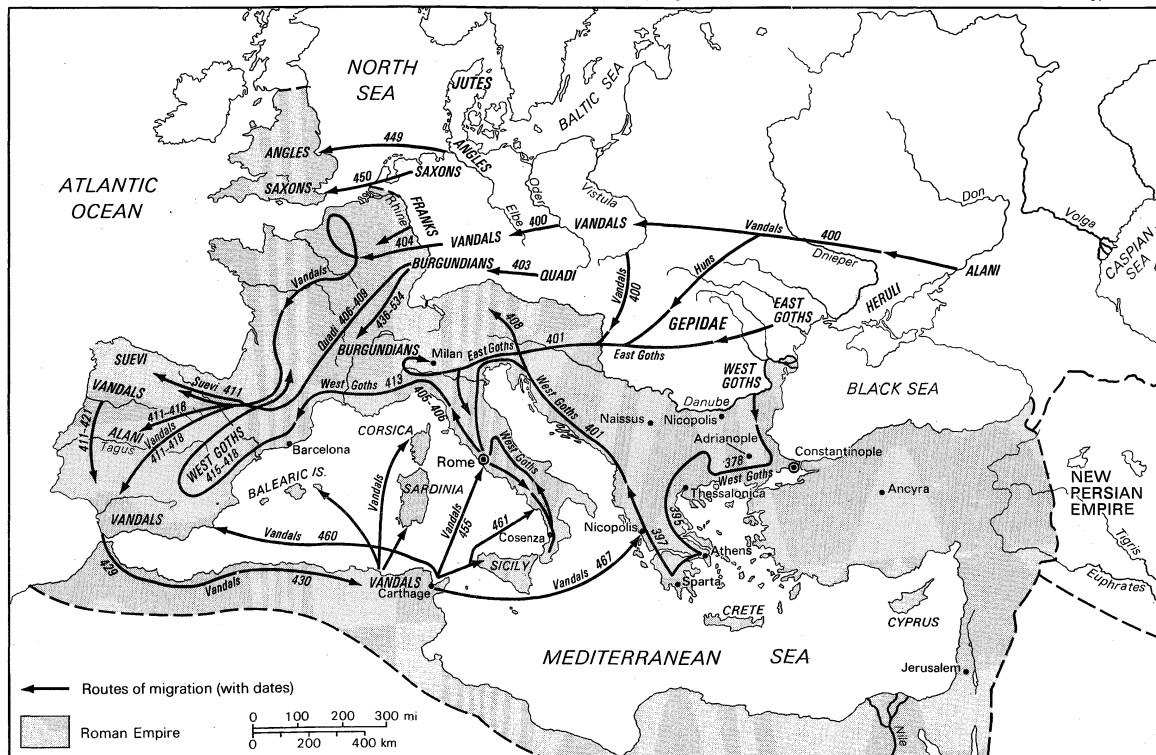 NORTH
SEA
JUTES
BALTIC SEA
ATLANTIC
OCEAN
ANGLES
449
ANGLES
SAXONS
450
SAXONS
Rhine
FRANKS
Elbe
Oder
Vistula
Don
Volga
CASPIAN
SEA
404
VANDALS
400
VANDALS
Vandals
400
Dnieper
ALANI
BURGUNDIANS
403
QUADI
Vandals
Quadi 406-409
436-534
Vandals
400
Huns
HERULI
GEPIDAE
EAST
GOTHS
408
401
East Goths
East Goths
BURGUNDIANS
Milan
West Goths 413
405-406
WEST
GOTHS
SUEVI
Suevi 411
VANDALS
411-418
ALANI
Tagus
Vandals
411-418
411-421
WEST GOTHS
415-418
Barcelona
CORSICA
Rome
West Goths
West Goths
401
Naissus
Nicopolis
Danube
Adrianople
378
West Goths
BLACK SEA
Constantinople
Ancyra
NEW
PERSIAN
EMPIRE
Tigris
Euphrates
BALEARIC IS.
SARDINIA
Vandals
Vandals
455
461
Cosenza
Nicopolis
Thessalonica
395
397
Athens
Sparta
VANDALS
Vandals
460
SICILY
Vandals 467
429
Vandals
430
VANDALS
Carthage
CRETE
CYPRUS
MEDITERRANEAN SEA
Jerusalem
Nile
Routes of migration (with dates)
Roman Empire
0 100 200 300 mi
0 200 400 km